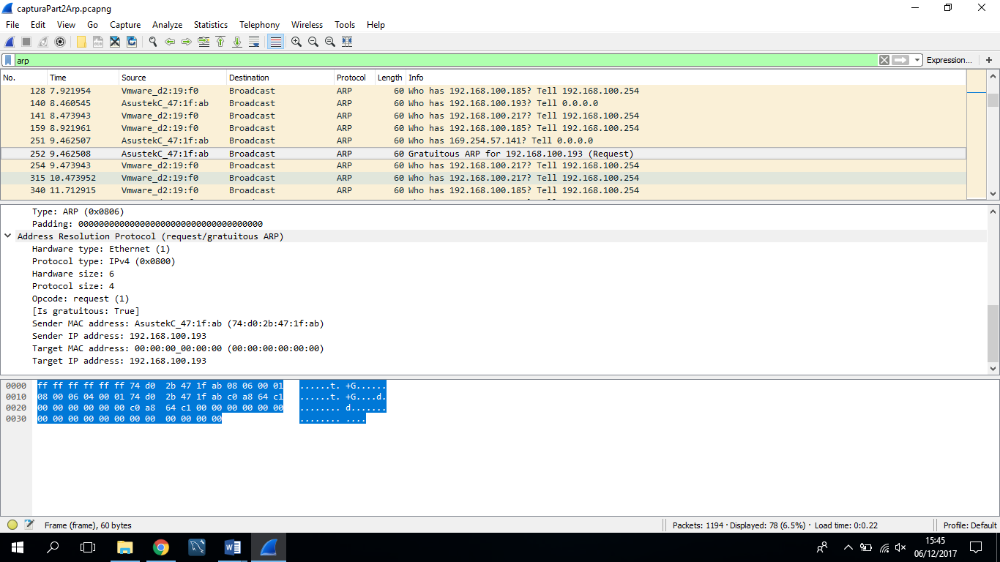 capturaPart2Arp.pcapng
File Edit View Go Capture Analyze Statistics Telephony Wireless Tools Help
arp
Expression... +
No. Time Source Destination Protocol Length Info
128 7.921954 Vmware_d2:19:f0 Broadcast ARP 60 Who has 192.168.100.185? Tell 192.168.100.254
140 8.460545 AsustekC_47:1f:ab Broadcast ARP 60 Who has 192.168.100.193? Tell 0.0.0.0
141 8.473943 Vmware_d2:19:f0 Broadcast ARP 60 Who has 192.168.100.217? Tell 192.168.100.254
159 8.921961 Vmware_d2:19:f0 Broadcast ARP 60 Who has 192.168.100.185? Tell 192.168.100.254
251 9.462507 AsustekC_47:1f:ab Broadcast ARP 60 Who has 169.254.57.141? Tell 0.0.0.0
252 9.462508 AsustekC_47:1f:ab Broadcast ARP 60 Gratuitous ARP for 192.168.100.193 (Request)
254 9.473943 Vmware_d2:19:f0 Broadcast ARP 60 Who has 192.168.100.217? Tell 192.168.100.254
315 10.473952 Vmware_d2:19:f0 Broadcast ARP 60 Who has 192.168.100.217? Tell 192.168.100.254
340 11.712915 Vmware_d2:19:f0 Broadcast ARP 60 Who has 192.168.100.185? Tell 192.168.100.254
Type: ARP (0x0806)
Padding: 000000000000000000000000000000000000
Address Resolution Protocol (request/gratuitous ARP)
Hardware type: Ethernet (1)
Protocol type: IPv4 (0x0800)
Hardware size: 6
Protocol size: 4
Opcode: request (1)
[Is gratuitous: True]
Sender MAC address: AsustekC_47:1f:ab (74:d0:2b:47:1f:ab)
Sender IP address: 192.168.100.193
Target MAC address: 00:00:00_00:00:00 (00:00:00:00:00:00)
Target IP address: 192.168.100.193
0000 ff ff ff ff ff ff 74 d0 2b 47 1f ab 08 06 00 01 ......t. +G......
0010 08 00 06 04 00 01 74 d0 2b 47 1f ab c0 a8 64 c1 ......t. +G....d.
0020 00 00 00 00 00 00 c0 a8 64 c1 00 00 00 00 00 00 ........ d.......
0030 00 00 00 00 00 00 00 00 00 00 00 00 ........ ....
Frame (frame), 60 bytes
Packets: 1194 · Displayed: 78 (6.5%) · Load time: 0:0.22
Profile: Default
15:45
06/12/2017